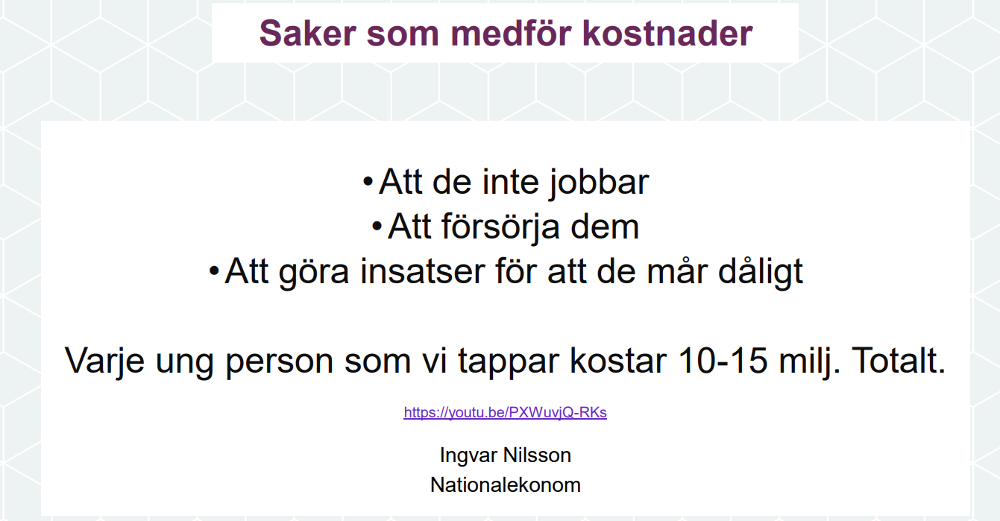 Saker som medför kostnader
• Att de inte jobbar
• Att försörja dem
• Att göra insatser för att de mår dåligt
Varje ung person som vi tappar kostar 10-15 milj. Totalt.
https://youtu.be/PXWuvjQ-RKs
Ingvar Nilsson
Nationalekonom